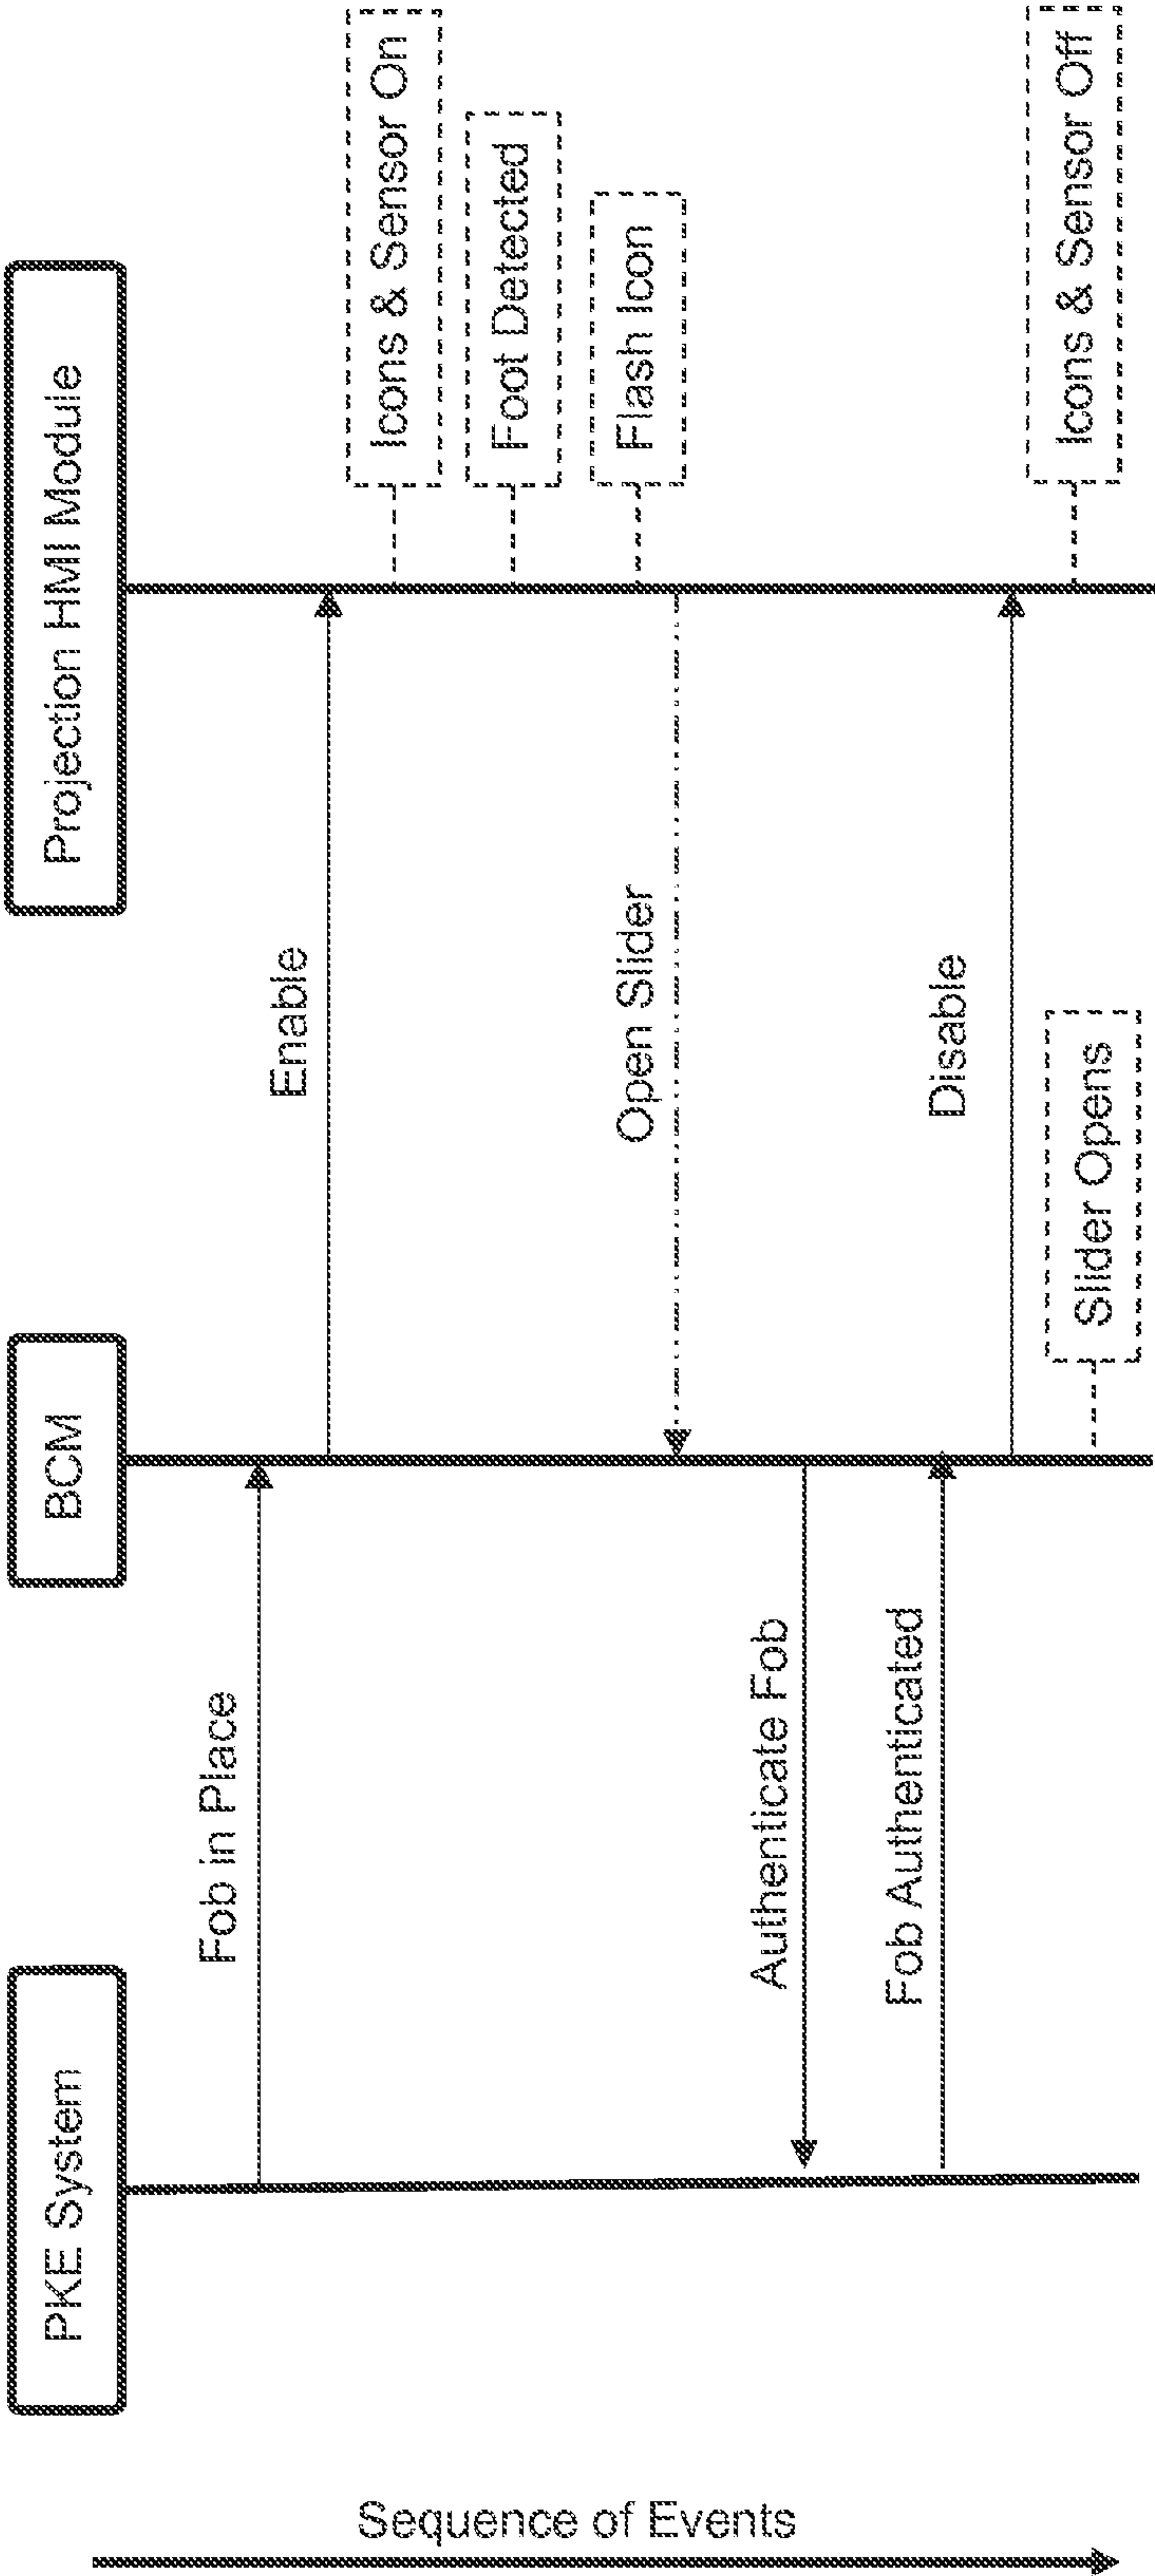 PKE System
BCM
Projection HMI Module
Sequence of Events
Fob in Place
Enable
Icons & Sensor On
Foot Detected
Flash Icon
Open Slider
Authenticate Fob
Fob Authenticated
Disable
Icons & Sensor Off
Slider Opens